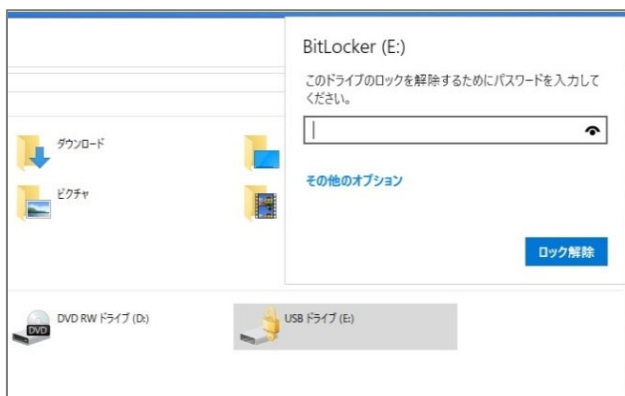 BitLocker (E:)
このドライブのロックを解除するためにパスワードを入力して
ください。
その他のオプション
ロック解除
ダウンロード
ピクチャ
DVD RW ドライブ (D:)
DVD
USB ドライブ (E:)